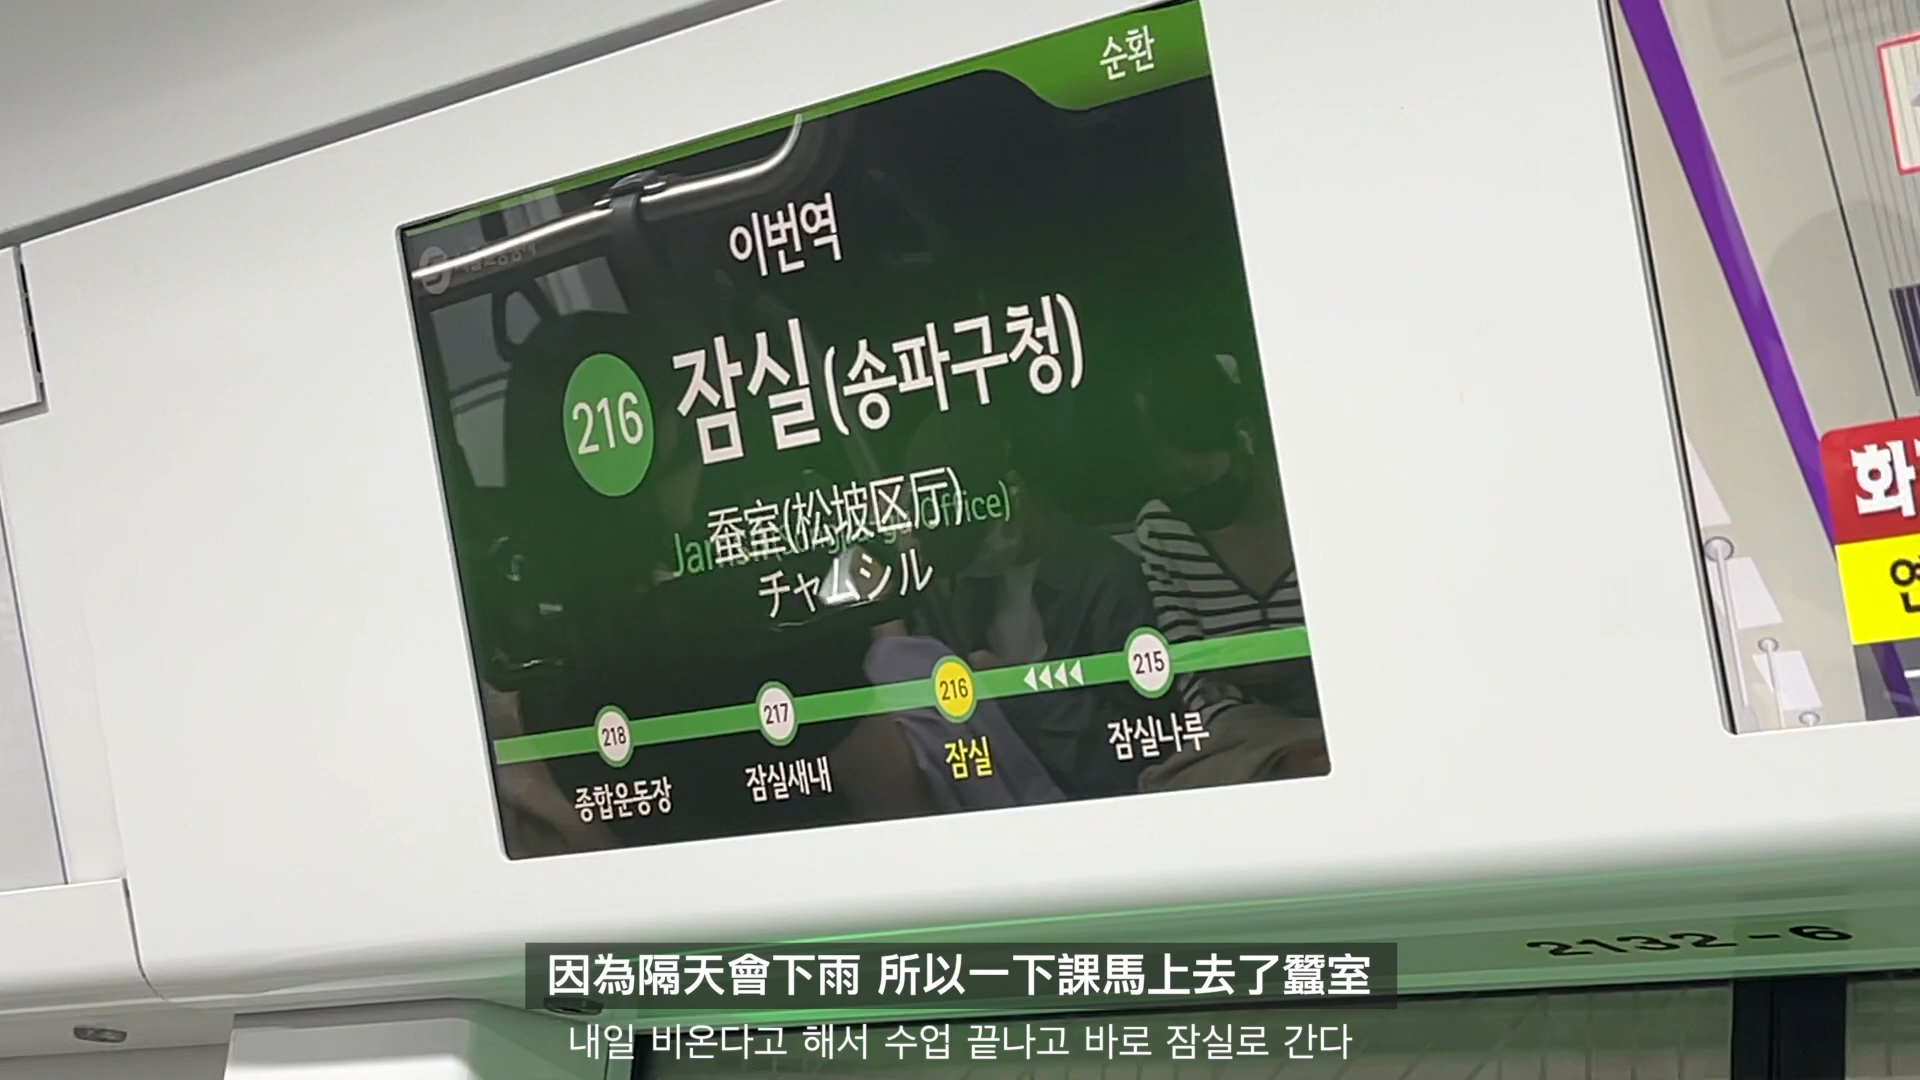 순환
이번역
216 잠실(송파구청)
蚕室(松坡区厅)
チャムシル
218 217 216 215
종합운동장 잠실새내 잠실 잠실나루
화
2132-6
因為隔天會下雨 所以一下課馬上去了蠶室
내일 비온다고 해서 수업 끝나고 바로 잠실로 간다